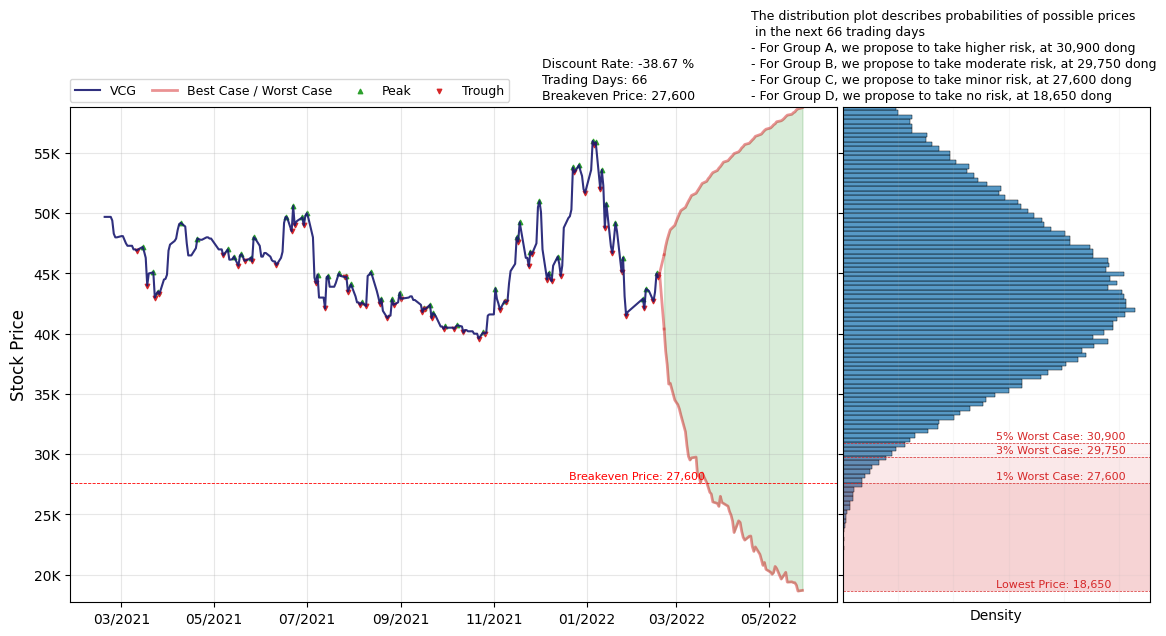 The distribution plot describes probabilities of possible prices
in the next 66 trading days
- For Group A, we propose to take higher risk, at 30,900 dong
- For Group B, we propose to take moderate risk, at 29,750 dong
- For Group C, we propose to take minor risk, at 27,600 dong
- For Group D, we propose to take no risk, at 18,650 dong
Discount Rate: -38.67 %
Trading Days: 66
Breakeven Price: 27,600
VCG
Best Case / Worst Case
Peak
Trough
Stock Price
55K
50K
45K
40K
35K
30K
25K
20K
Breakeven Price: 27,600
03/2021
05/2021
07/2021
09/2021
11/2021
01/2022
03/2022
05/2022
5% Worst Case: 30,900
3% Worst Case: 29,750
1% Worst Case: 27,600
Lowest Price: 18,650
Density